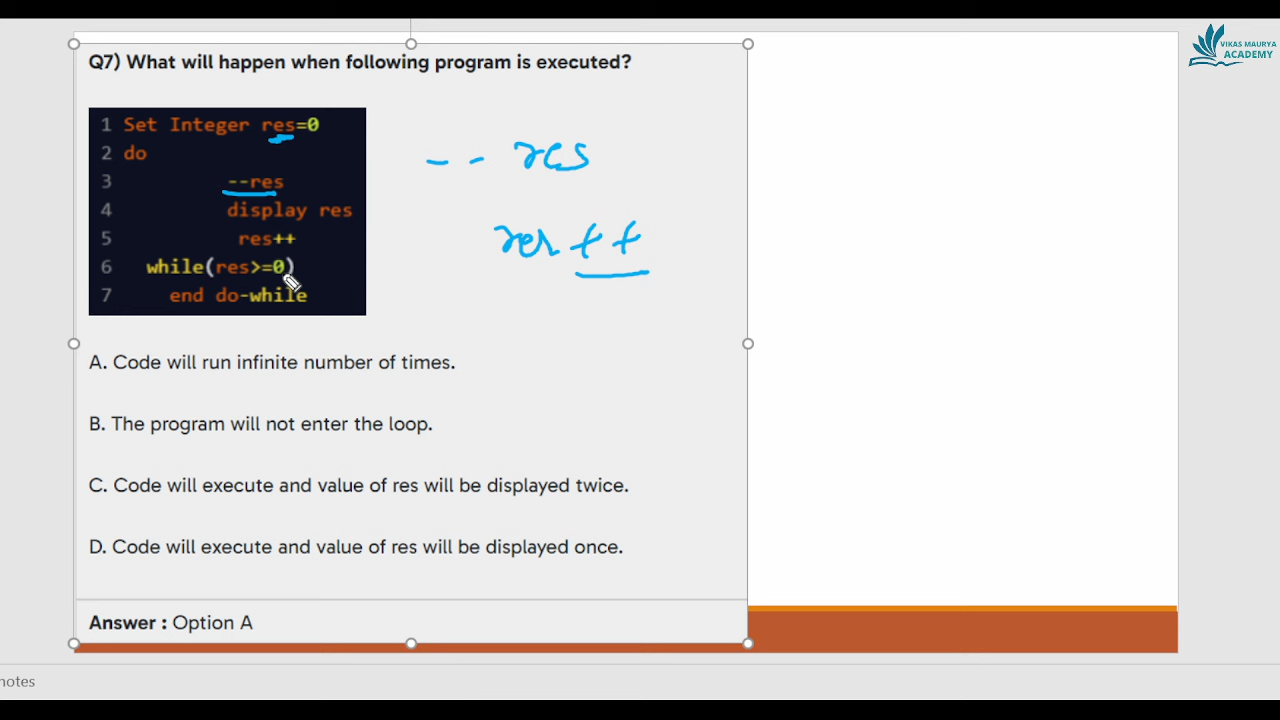 VIKAS MAURYA
ACADEMY
Q7) What will happen when following program is executed?
1 Set Integer res=0
2 do
3 --res
4 display res
5 res++
6 while(res>=0)
7 end do-while
-- res
res ++
A. Code will run infinite number of times.
B. The program will not enter the loop.
C. Code will execute and value of res will be displayed twice.
D. Code will execute and value of res will be displayed once.
Answer : Option A
notes